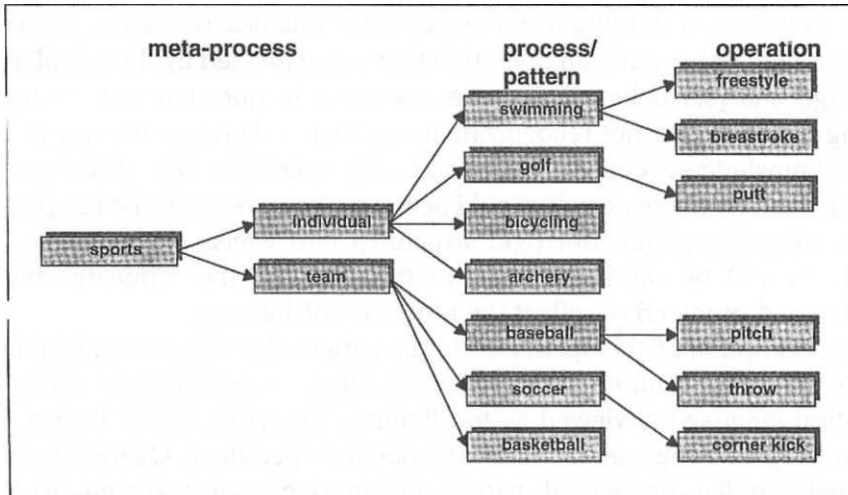 meta-process
process/
pattern
operation
swimming
freestyle
breastroke
golf
putt
individual
bicycling
sports
team
archery
baseball
pitch
soccer
throw
basketball
corner kick